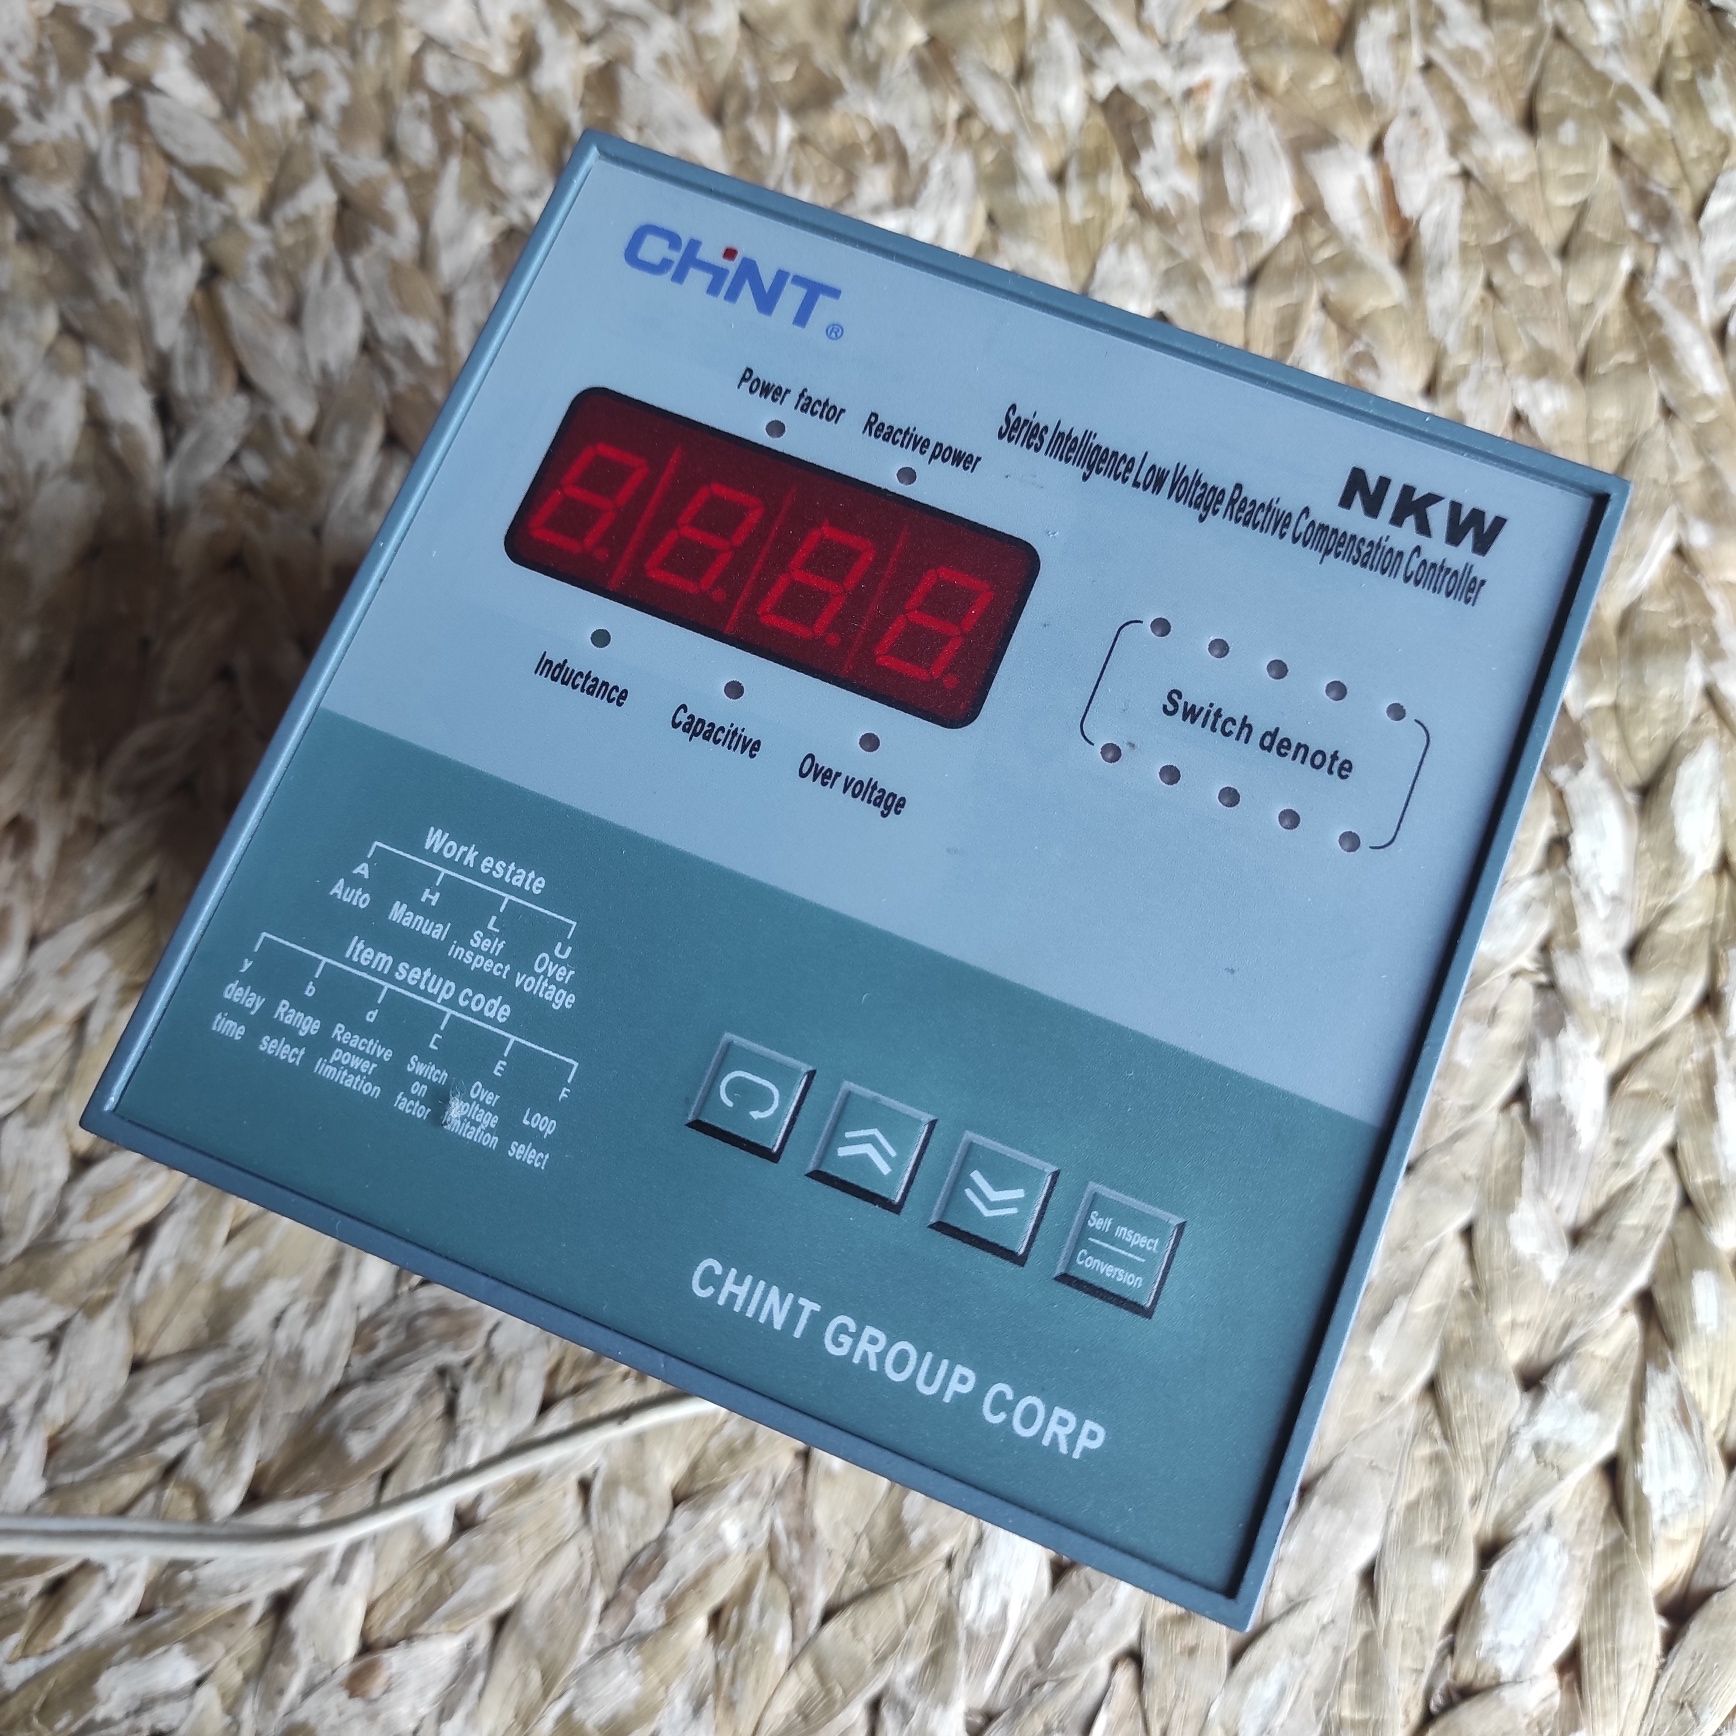 CHiNT®
NKW
Series Intelligence Low Voltage Reactive Compensation Controller
Power factor
Reactive power
8.8.8.8.
Inductance
Capacitive
Over voltage
Switch denote
Work estate
A H L U
Auto Manual Self inspect Over voltage
Item setup code
y b d C E F
delay time
Range select
Reactive power limitation
Switch on factor
Over voltage limitation
Loop select
Self inspect
Conversion
CHINT GROUP CORP